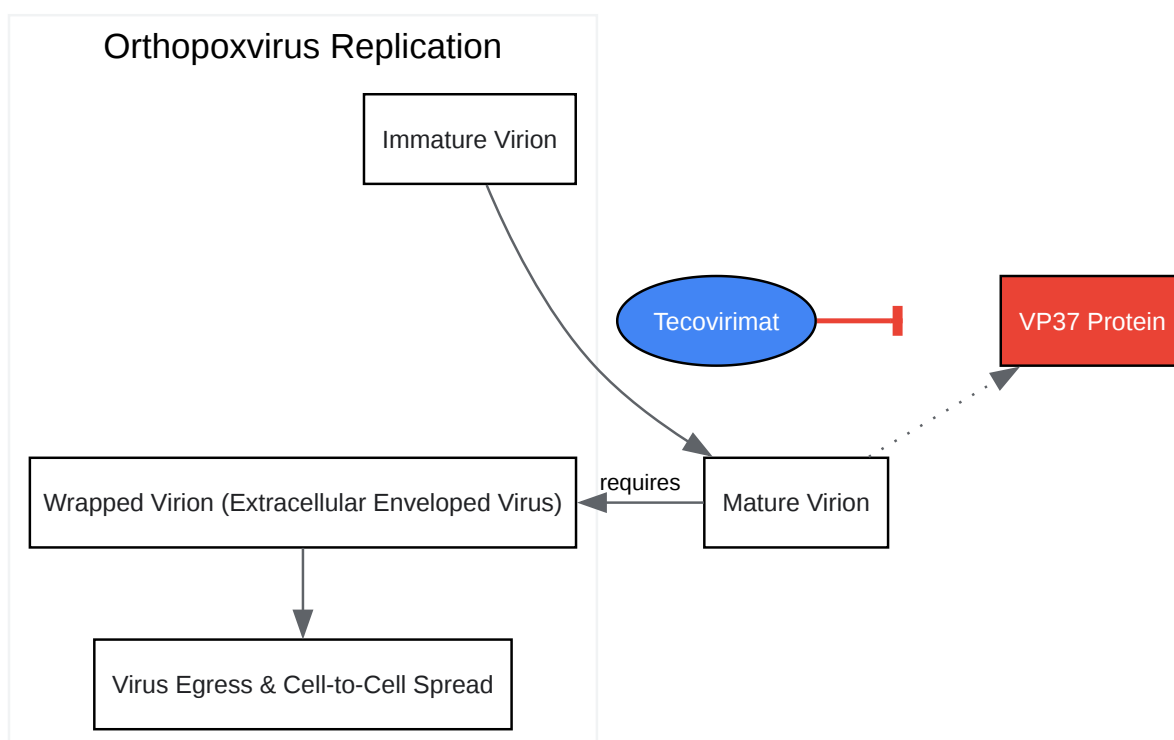 Orthopoxvirus Replication
Immature Virion
Tecovirimat
VP37 Protein
Wrapped Virion (Extracellular Enveloped Virus)
requires
Mature Virion
Virus Egress & Cell-to-Cell Spread